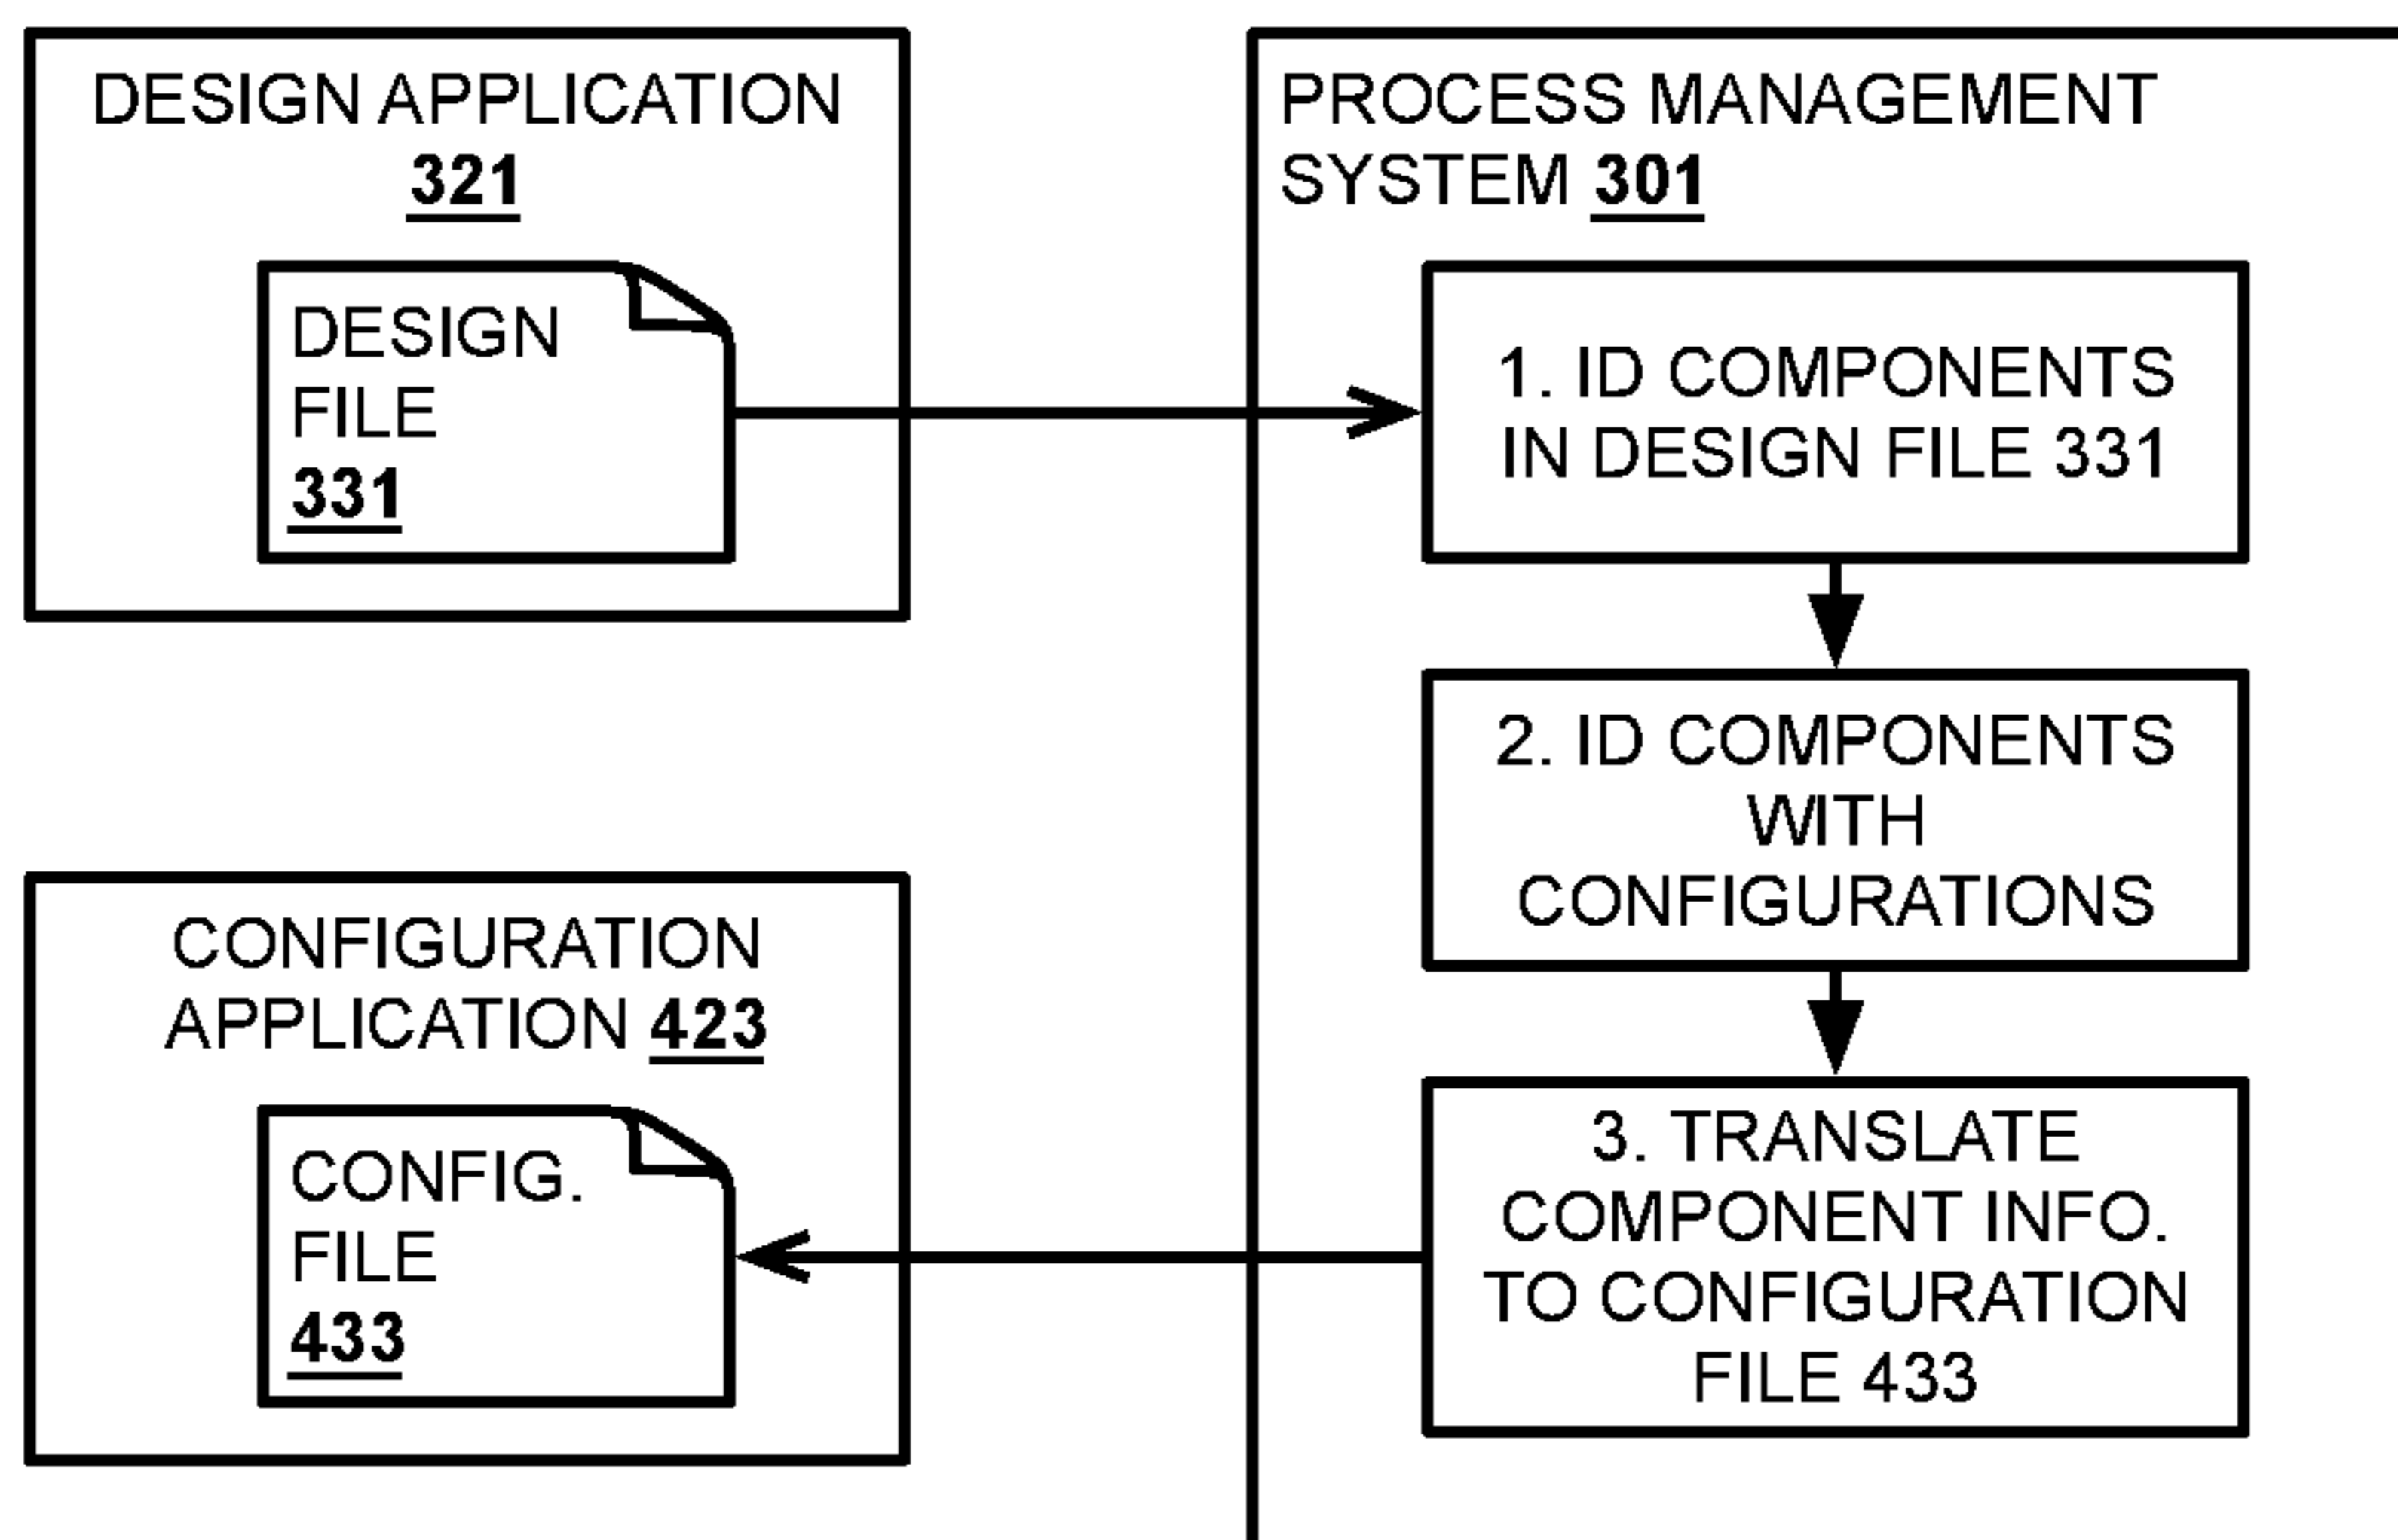 DESIGN APPLICATION
321
DESIGN
FILE
331
PROCESS MANAGEMENT
SYSTEM 301
1. ID COMPONENTS
IN DESIGN FILE 331
2. ID COMPONENTS
WITH
CONFIGURATIONS
3. TRANSLATE
COMPONENT INFO.
TO CONFIGURATION
FILE 433
CONFIGURATION
APPLICATION 423
CONFIG.
FILE
433